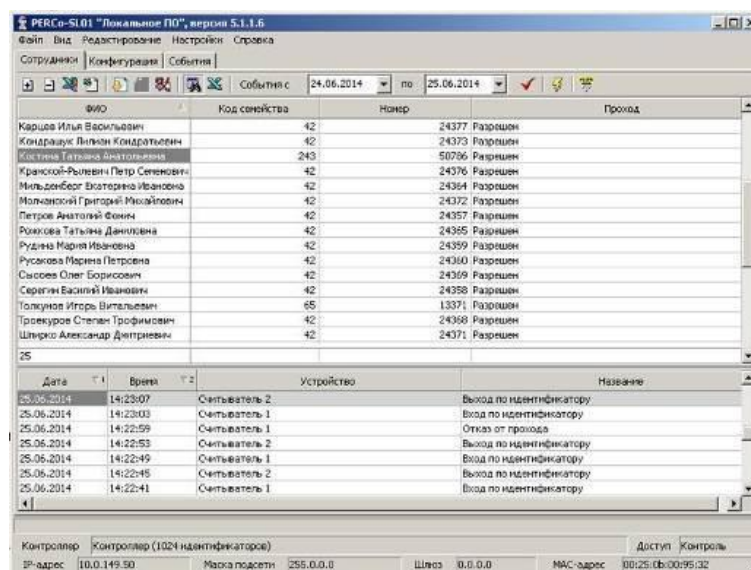 PERCo-SL01 "Локальное ПО", версия 5.1.1.6
Файл Вид Редактирование Настройки Справка
Сотрудники Конфигурация События
События с 24.06.2014 по 25.06.2014
ФИО Код семейства Номер Проход
Карцев Илья Васильевич 42 24377 Разрешен
Кондращук Лилиан Кондратьевич 42 24373 Разрешен
Костина Татьяна Анатольевна 243 50786 Разрешен
Крамской-Рылевич Петр Семенович 42 24376 Разрешен
Мильденберг Екатерина Ивановна 42 24364 Разрешен
Молчанский Григорий Михайлович 42 24372 Разрешен
Петров Анатолий Фомич 42 24357 Разрешен
Рожкова Татьяна Даниловна 42 24365 Разрешен
Рудина Мария Ивановна 42 24359 Разрешен
Русакова Марина Петровна 42 24360 Разрешен
Сысоев Олег Борисович 42 24369 Разрешен
Серегин Василий Иванович 42 24358 Разрешен
Толкунов Игорь Витальевич 65 13371 Разрешен
Троекуров Степан Трофимович 42 24368 Разрешен
Шпирко Александр Дмитриевич 42 24371 Разрешен
25
Дата 1 Время 2 Устройство Название
25.06.2014 14:23:07 Считыватель 2 Выход по идентификатору
25.06.2014 14:23:03 Считыватель 1 Вход по идентификатору
25.06.2014 14:22:59 Считыватель 1 Отказ от прохода
25.06.2014 14:22:53 Считыватель 2 Выход по идентификатору
25.06.2014 14:22:49 Считыватель 1 Вход по идентификатору
25.06.2014 14:22:45 Считыватель 2 Выход по идентификатору
25.06.2014 14:22:41 Считыватель 1 Вход по идентификатору
Контроллер Контроллер (1024 идентификаторов) Доступ Контроль
IP-адрес 10.0.149.50 Маска подсети 255.0.0.0 Шлюз 0.0.0.0 MAC-адрес 00:25:0b:00:95:32